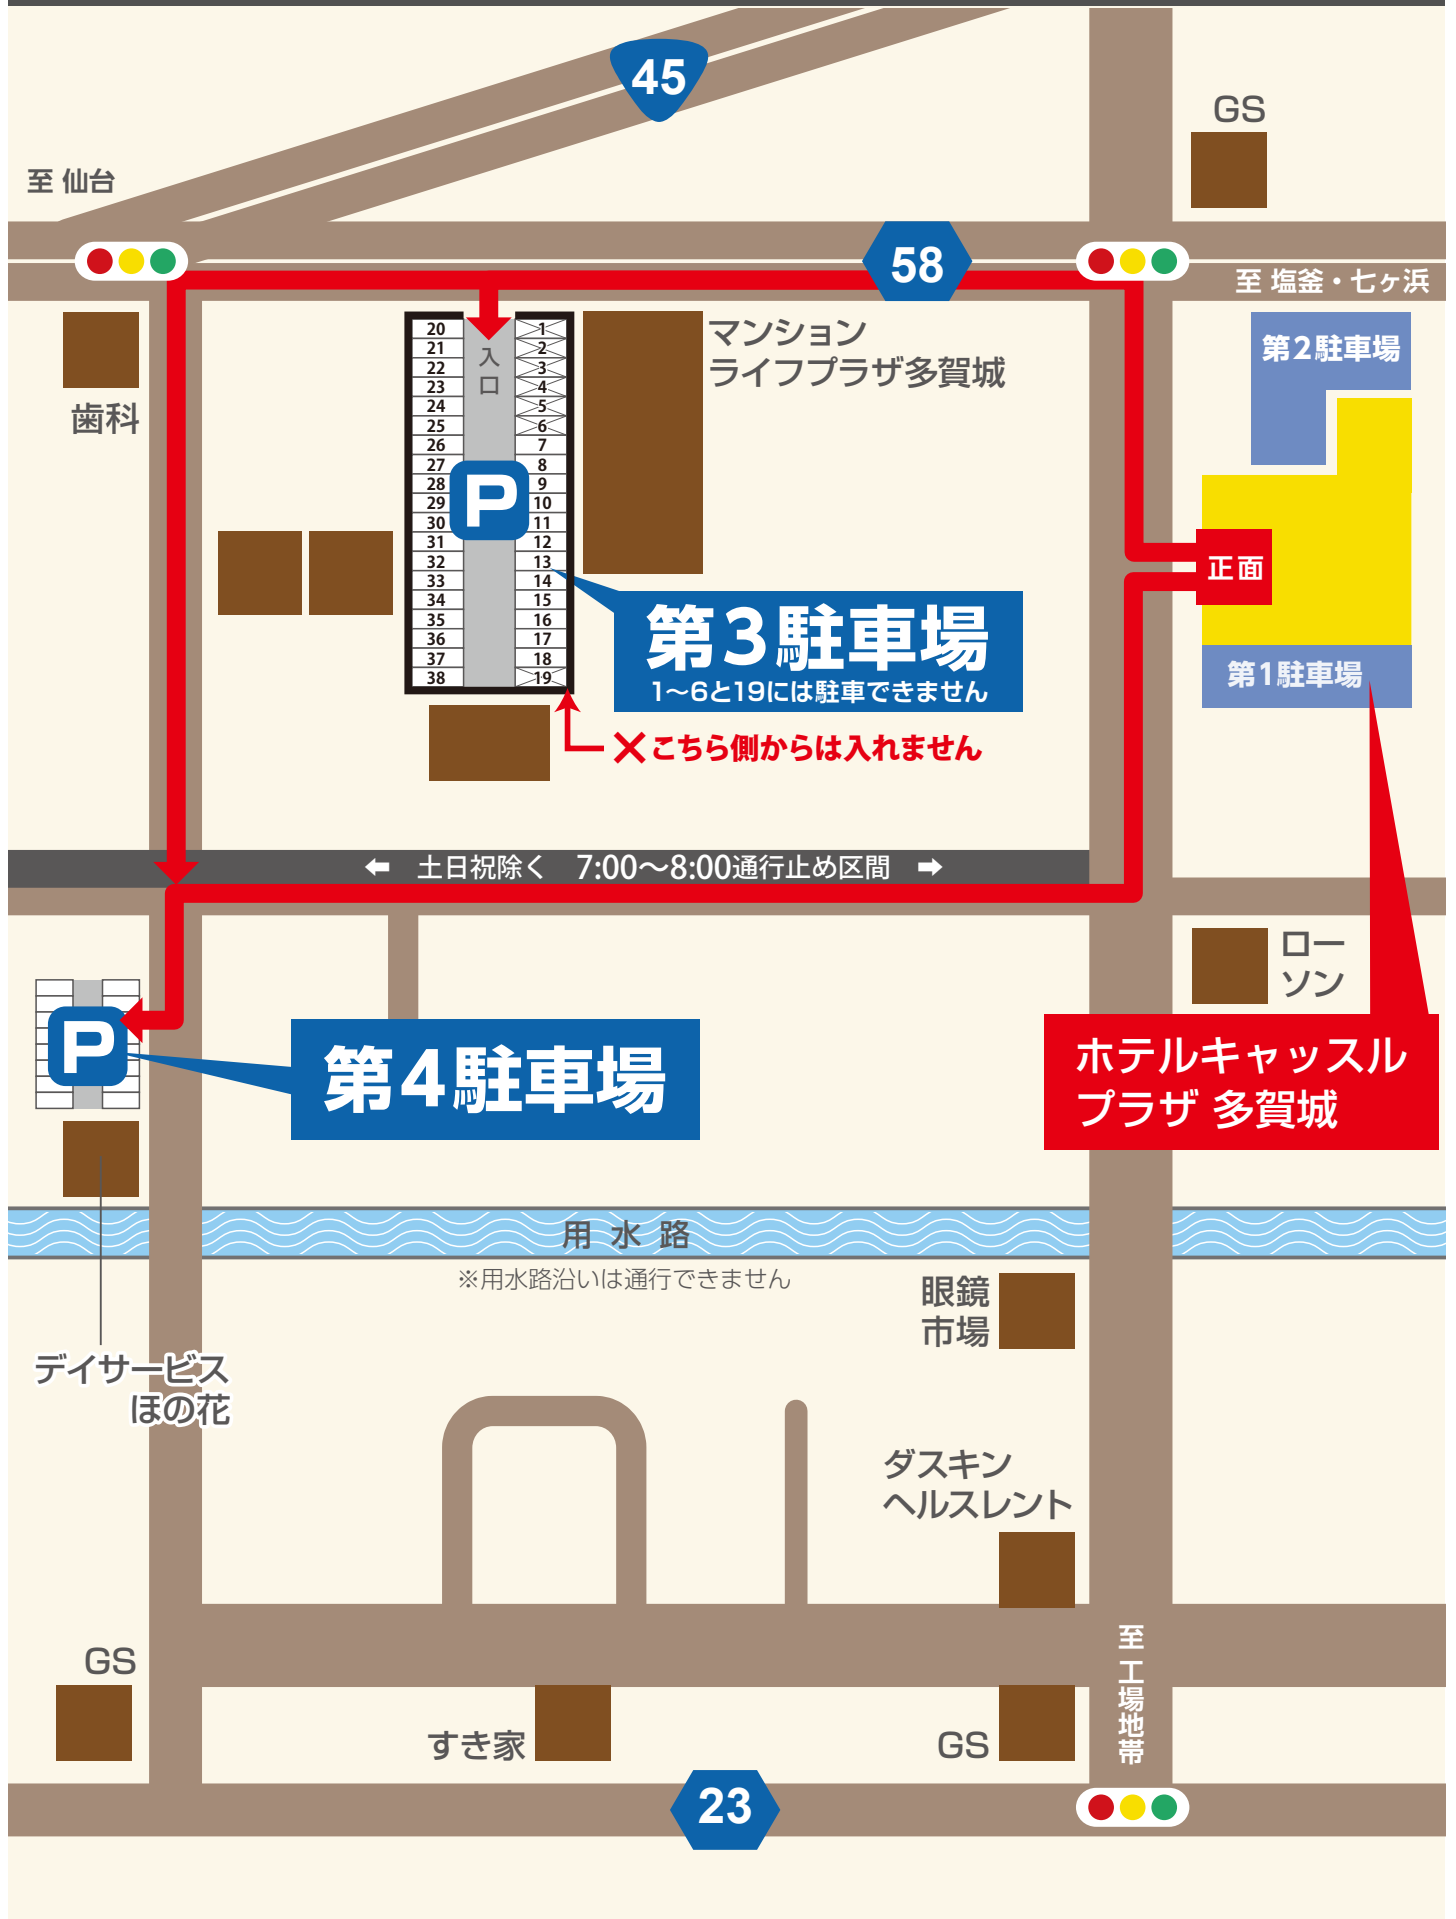 45
GS
至 仙台
58
至 塩釜・七ヶ浜
20
21
22
23
24
25
26
27
28
29
30
31
32
33
34
35
36
37
38
入
口
1
2
3
4
5
6
7
8
9
10
11
12
13
14
15
16
17
18
19
P
マンション
ライフプラザ多賀城
第2駐車場
歯科
正面
第3駐車場
1～6と19には駐車できません
第1駐車場
×こちら側からは入れません
← 土日祝除く 7:00～8:00通行止め区間 →
ロー
ソン
P
第4駐車場
ホテルキャッスル
プラザ 多賀城
用水路
※用水路沿いは通行できません
眼鏡
市場
デイサービス
ほの花
ダスキン
ヘルスレント
至 工場地帯
GS
すき家
GS
23